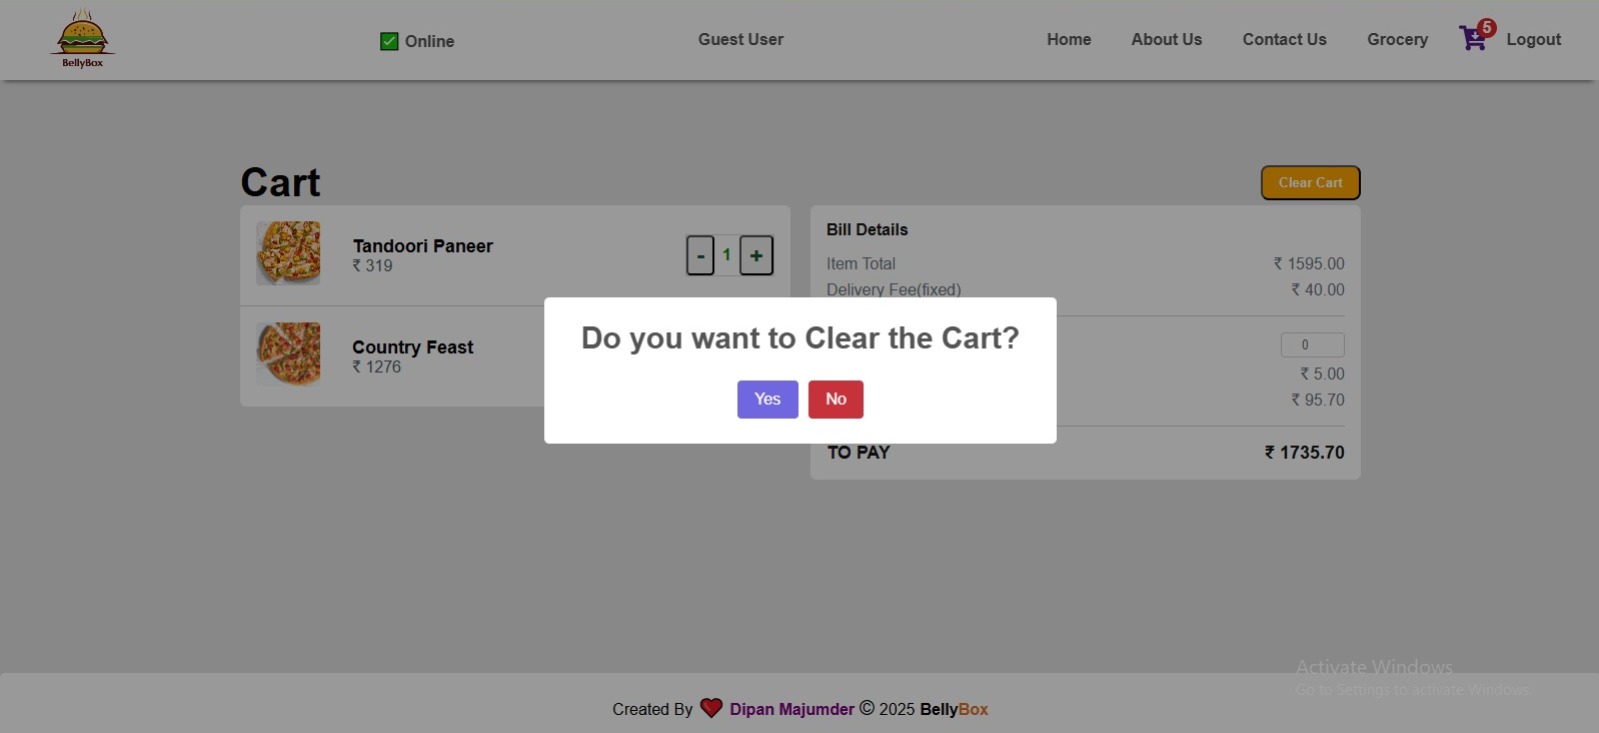 BellyBox
Online
Guest User
Home
About Us
Contact Us
Grocery
5
Logout
Cart
Clear Cart
Tandoori Paneer
₹ 319
- 1 +
Country Feast
₹ 1276
Bill Details
Item Total ₹ 1595.00
Delivery Fee(fixed) ₹ 40.00
0
₹ 5.00
₹ 95.70
TO PAY ₹ 1735.70
Do you want to Clear the Cart?
Yes
No
Activate Windows
Go to Settings to activate Windows.
Created By Dipan Majumder © 2025 BellyBox